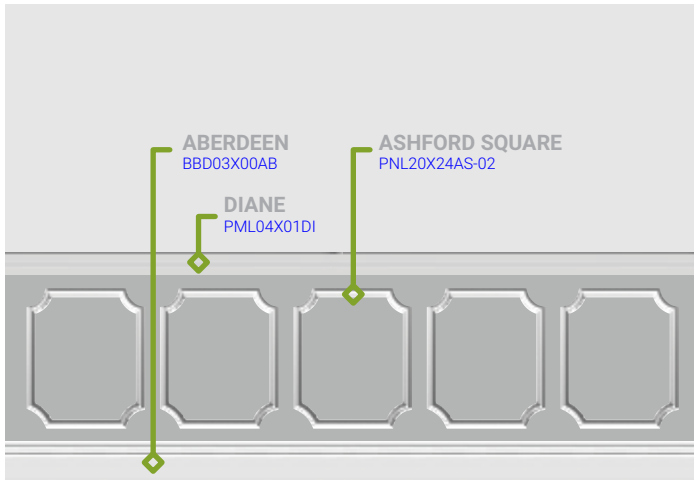 ABERDEEN
BBD03X00AB
ASHFORD SQUARE
PNL20X24AS-02
DIANE
PML04X01DI